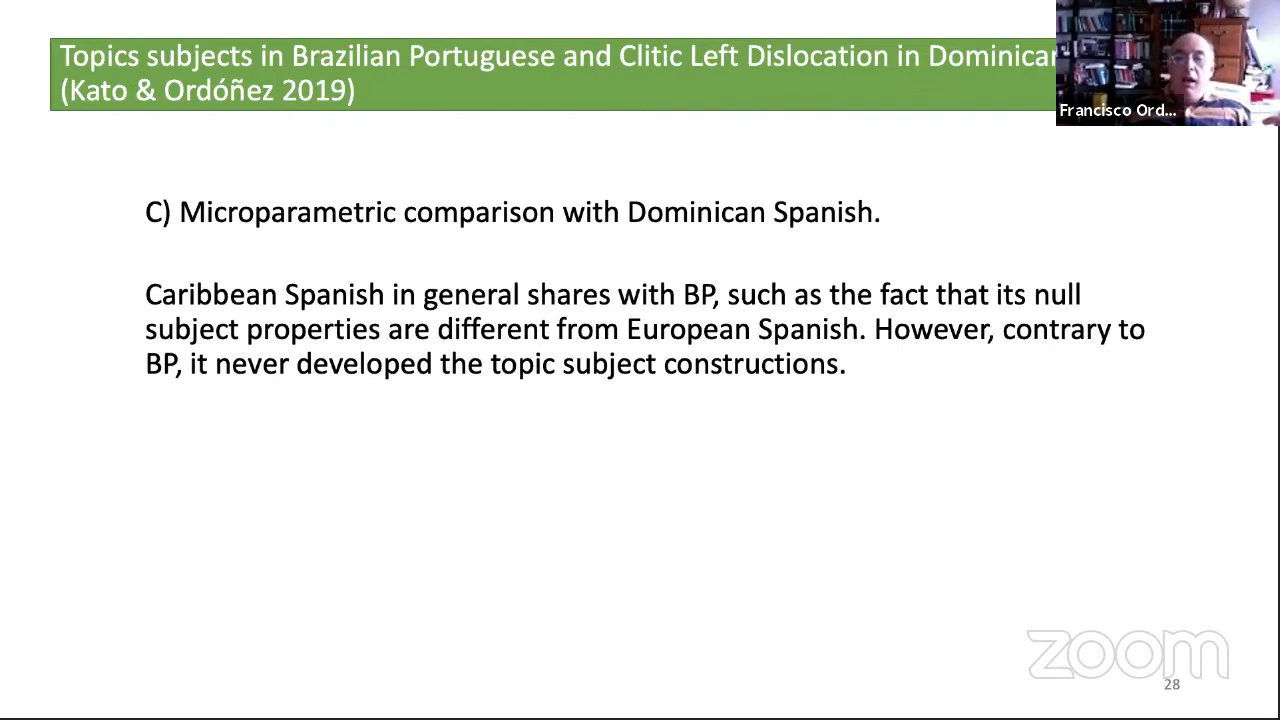 Topics subjects in Brazilian Portuguese and Clitic Left Dislocation in Dominican
(Kato & Ordóñez 2019)
Francisco Ord...
C) Microparametric comparison with Dominican Spanish.
Caribbean Spanish in general shares with BP, such as the fact that its null
subject properties are different from European Spanish. However, contrary to
BP, it never developed the topic subject constructions.
zoom
28